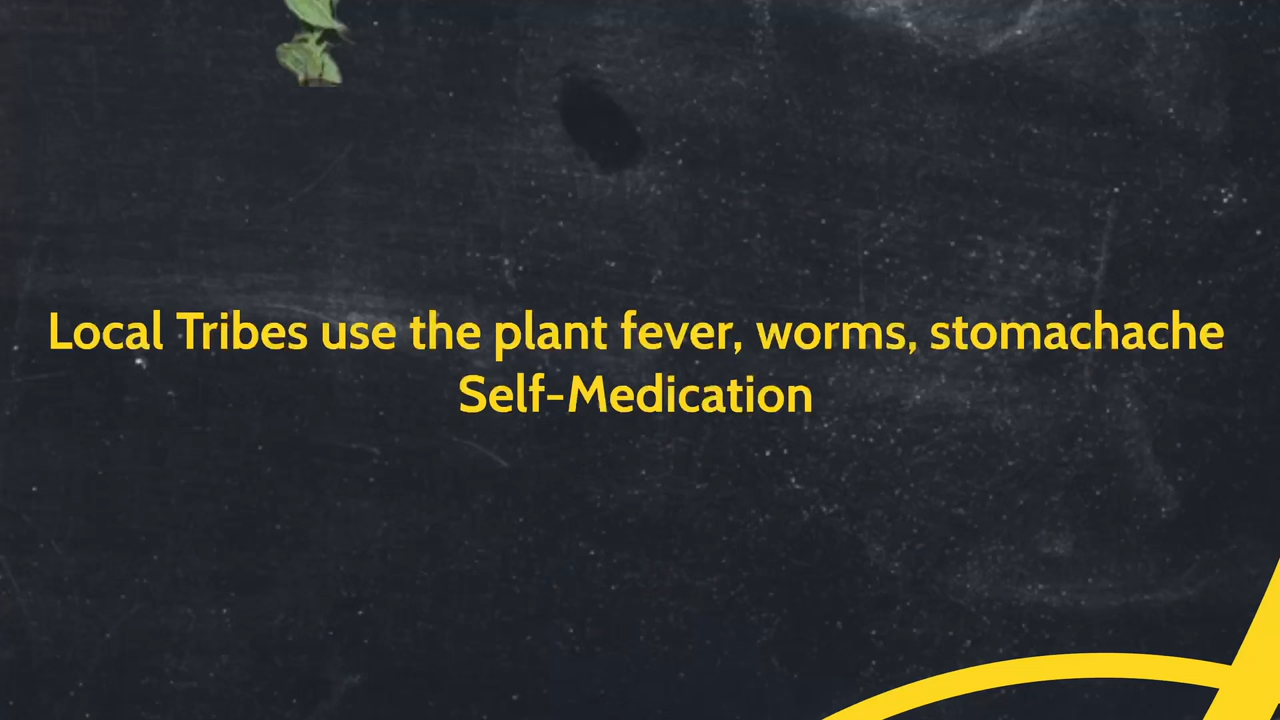 Local Tribes use the plant fever, worms, stomachache
Self-Medication